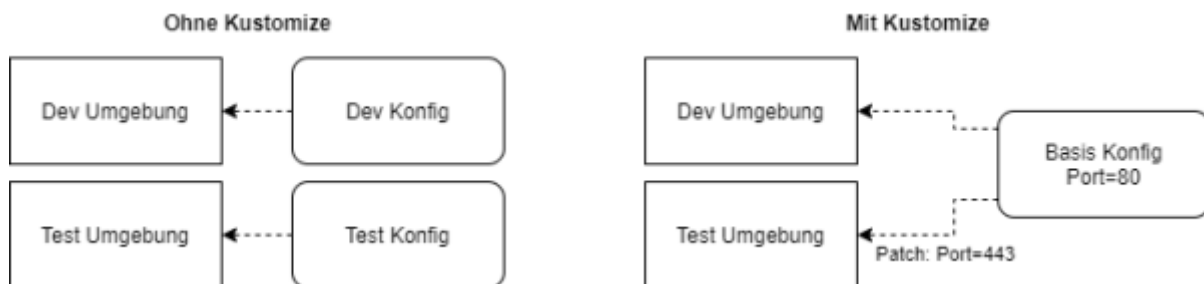 Ohne Kustomize
Dev Umgebung
Dev Konfig
Test Umgebung
Test Konfig
Mit Kustomize
Dev Umgebung
Basis Konfig
Port=80
Test Umgebung
Patch: Port=443